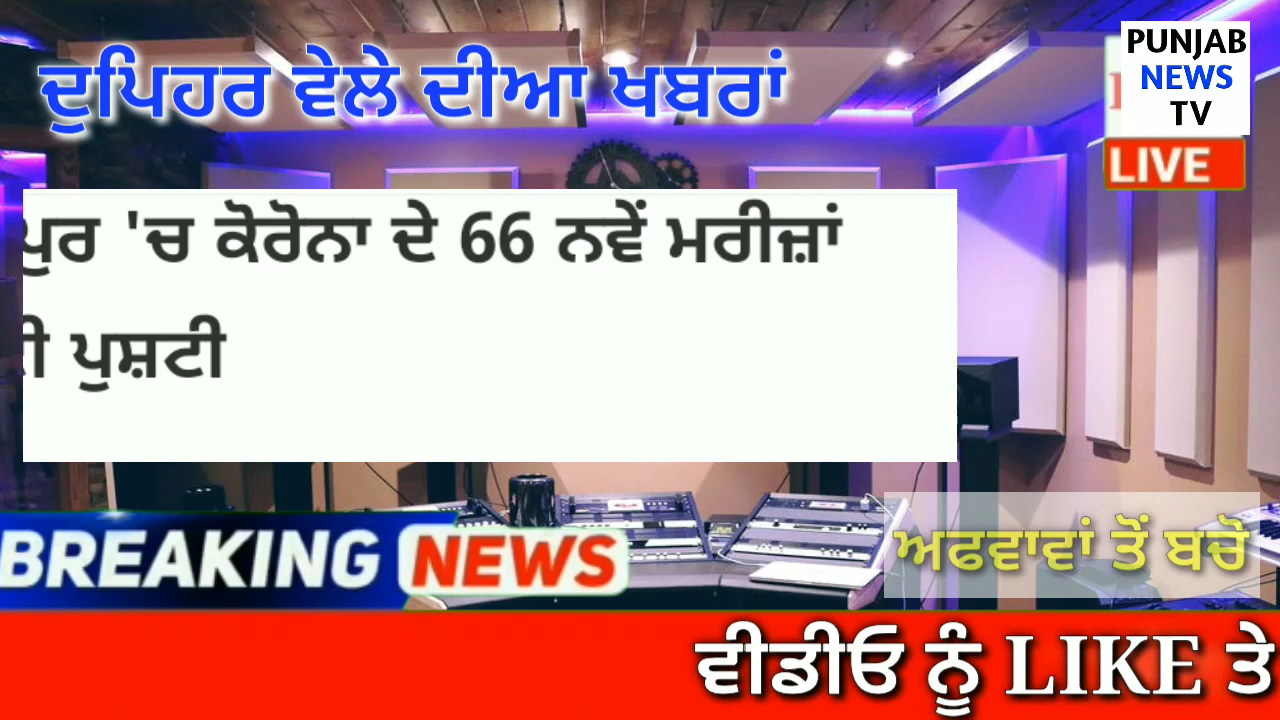 ਦੁਪਿਹਰ ਵੇਲੇ ਦੀਆ ਖਬਰਾਂ
PUNJAB
NEWS
TV
LIVE
ਪੁਰ 'ਚ ਕੋਰੋਨਾ ਦੇ 66 ਨਵੇਂ ਮਰੀਜ਼ਾਂ
ਪੁਸ਼ਟੀ
BREAKING NEWS
ਅਫਵਾਵਾਂ ਤੋਂ ਬਚੋ
ਵੀਡੀਓ ਨੂੰ LIKE ਤੇ